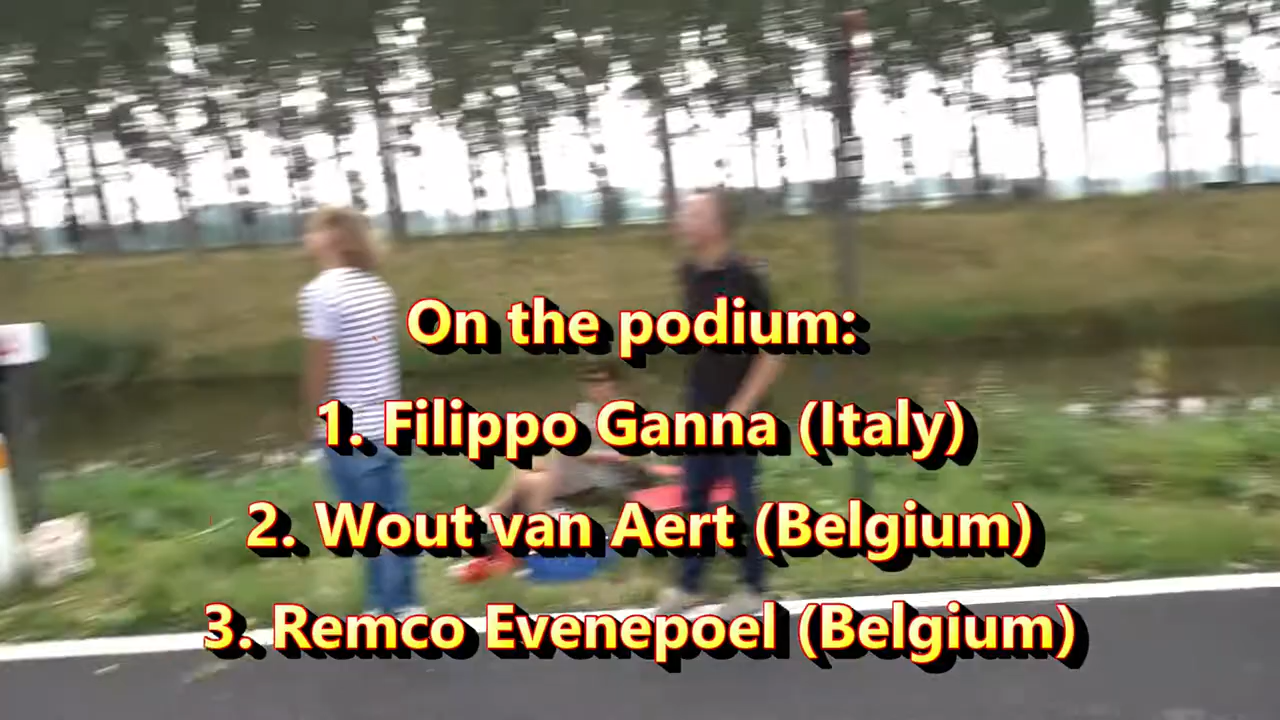 On the podium:
1. Filippo Ganna (Italy)
2. Wout van Aert (Belgium)
3. Remco Evenepoel (Belgium)